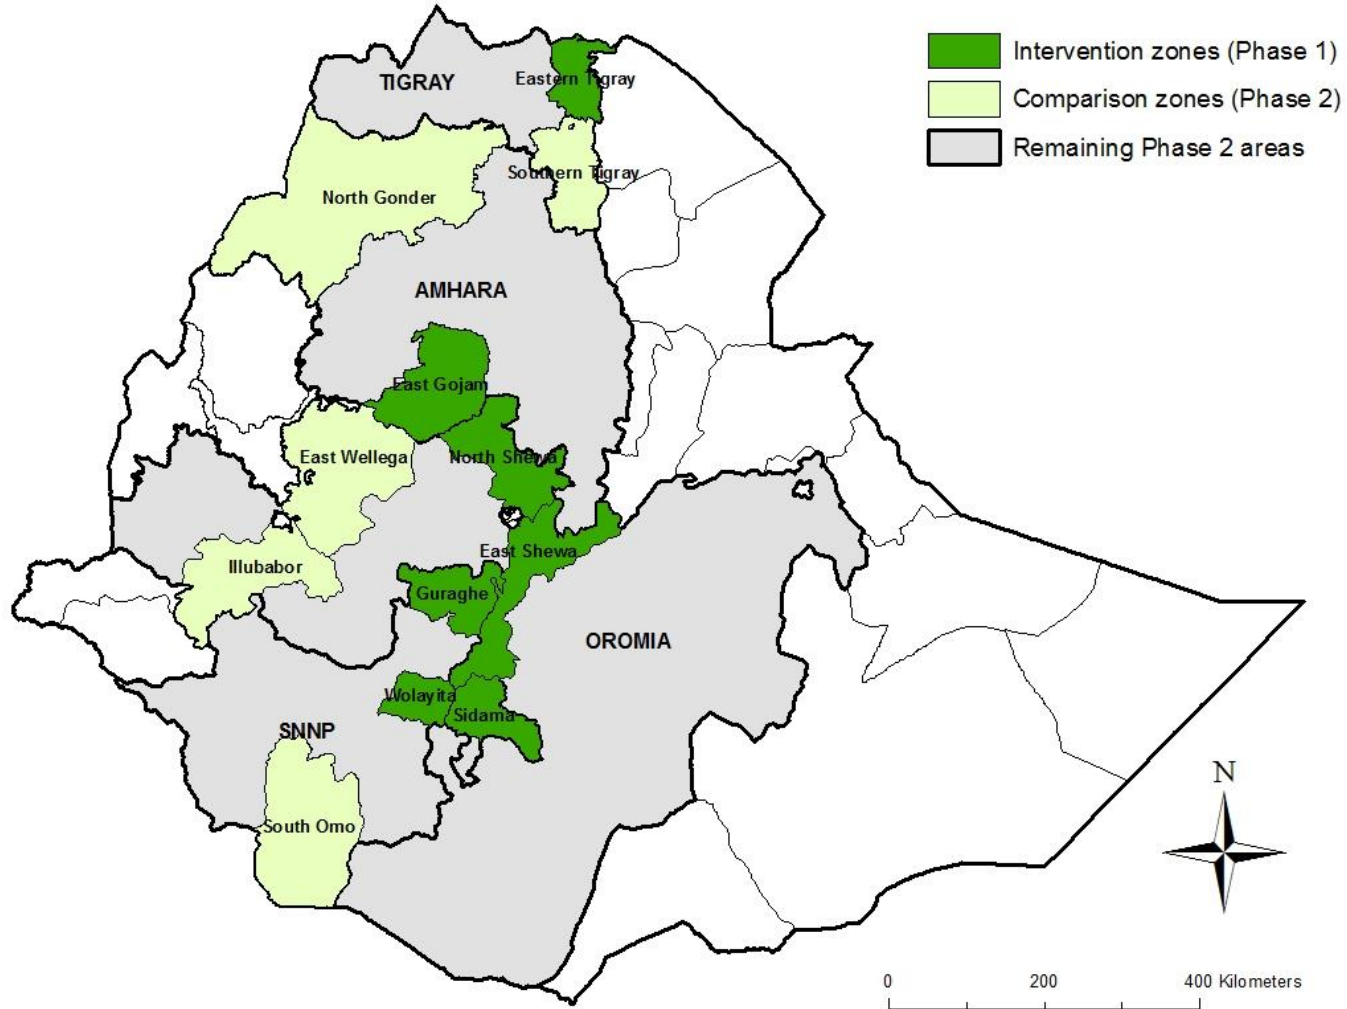 Intervention zones (Phase 1)
Comparison zones (Phase 2)
Remaining Phase 2 areas
TIGRAY
Eastern Tigray
Southern Tigray
North Gonder
AMHARA
East Gojam
East Wellega
North Shewa
East Shewa
Illubabor
Guraghe
OROMIA
Wolayita
Sidama
SNNP
South Omo
N
0 200 400 Kilometers